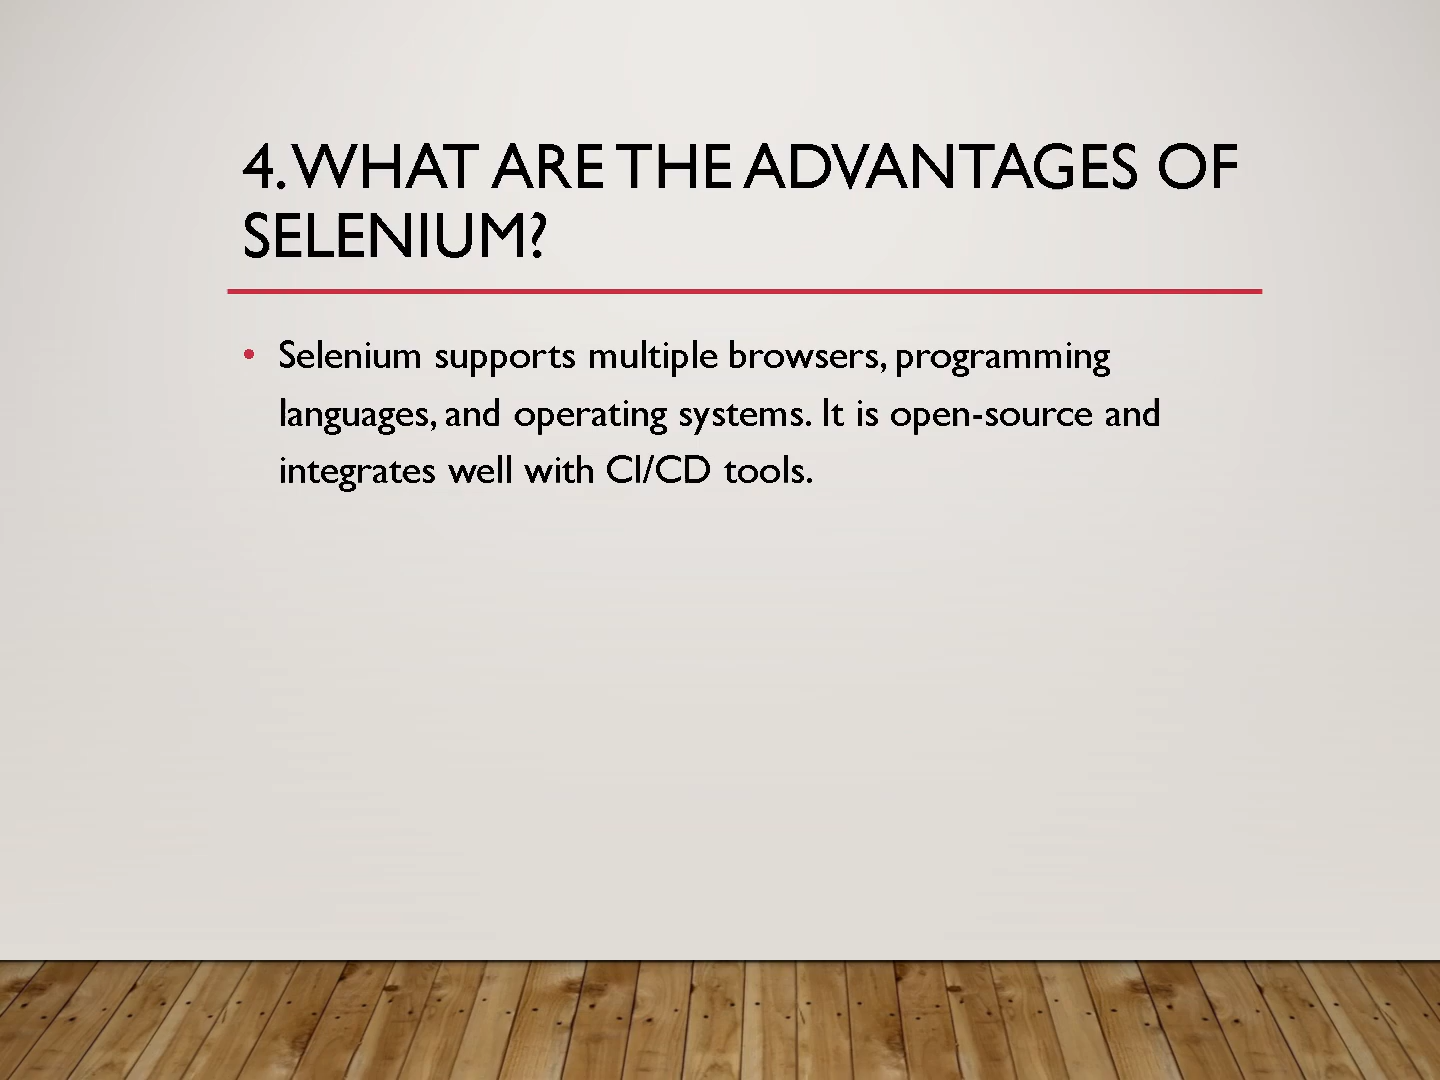 4. WHAT ARE THE ADVANTAGES OF
SELENIUM?
• Selenium supports multiple browsers, programming
languages, and operating systems. It is open-source and
integrates well with CI/CD tools.